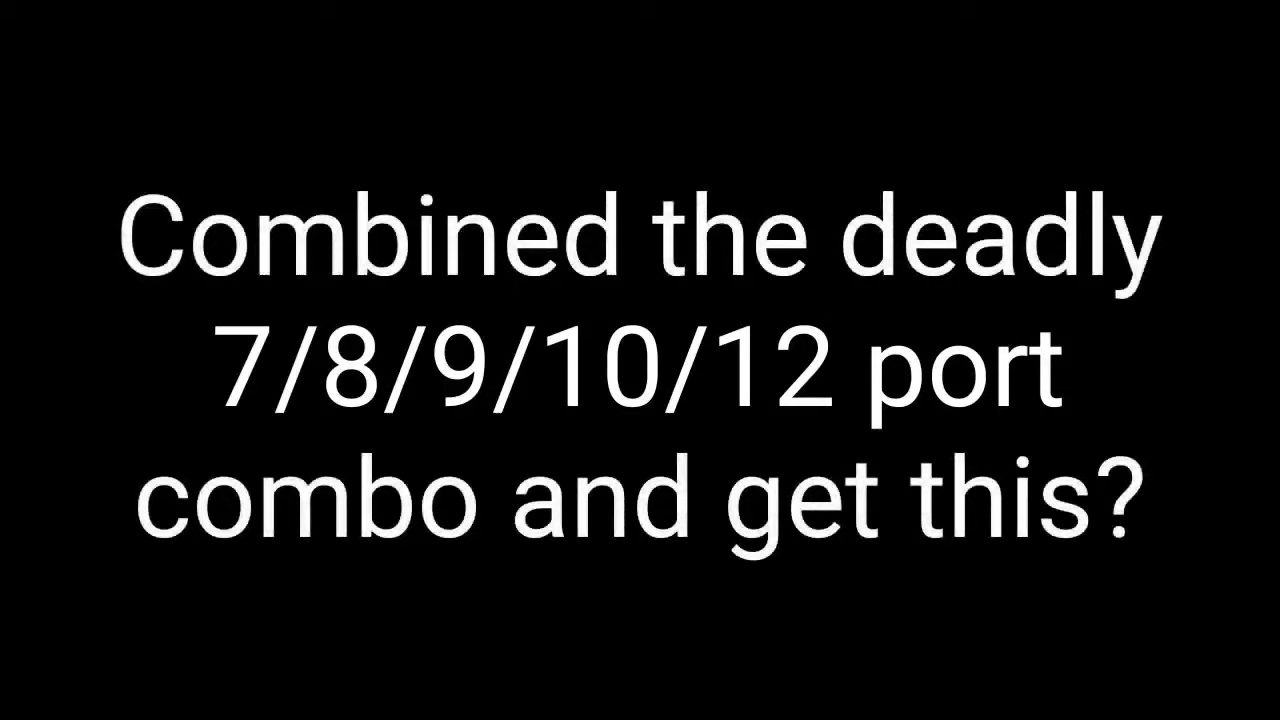 Combined the deadly
7/8/9/10/12 port
combo and get this?